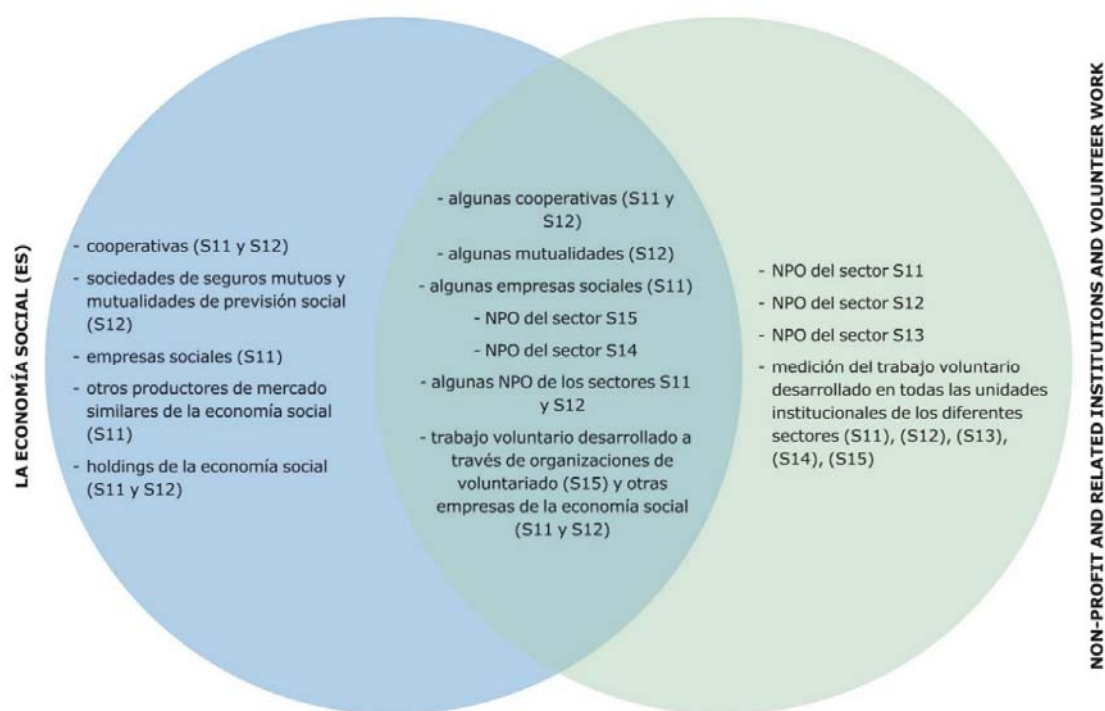 LA ECONOMÍA SOCIAL (ES)
- cooperativas (S11 y S12)
- sociedades de seguros mutuos y
mutualidades de previsión social
(S12)
- empresas sociales (S11)
- otros productores de mercado
similares de la economía social
(S11)
- holdings de la economía social
(S11 y S12)
- algunas cooperativas (S11 y
S12)
- algunas mutualidades (S12)
- algunas empresas sociales (S11)
- NPO del sector S15
- NPO del sector S14
- algunas NPO de los sectores S11
y S12
- trabajo voluntario desarrollado a
través de organizaciones de
voluntariado (S15) y otras
empresas de la economía social
(S11 y S12)
- NPO del sector S11
- NPO del sector S12
- NPO del sector S13
- medición del trabajo voluntario
desarrollado en todas las unidades
institucionales de los diferentes
sectores (S11), (S12), (S13),
(S14), (S15)
NON-PROFIT AND RELATED INSTITUTIONS AND VOLUNTEER WORK